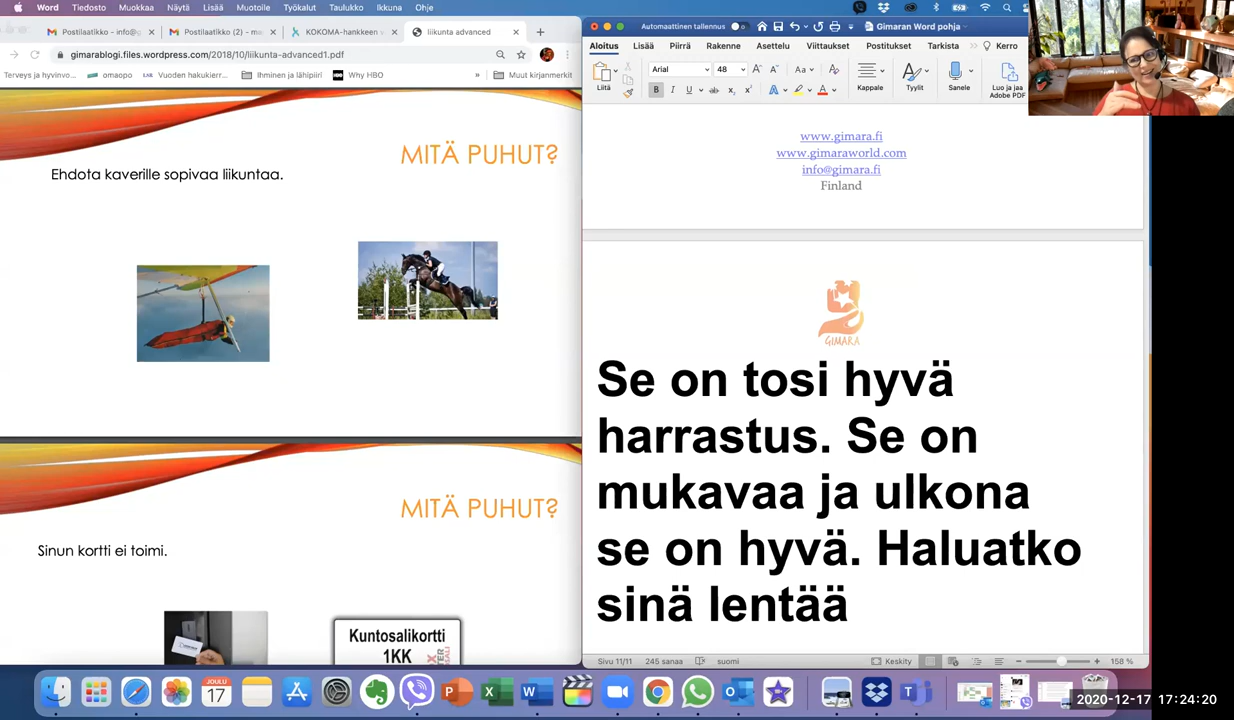 Word Tiedosto Muokkaa Näytä Lisää Muotoile Työkalut Taulukko Ikkuna Ohje
Postilaatikko - info@g
Postilaatikko (2) - m
KOKOMA-hankkeen
liikunta advanced
gimarablogi.files.wordpress.com/2018/10/liikunta-advanced1.pdf
Terveys ja hyvinvo... omaopo Vuoden hakukierr... Ihminen ja lähipiiri Why HBO » Muut kirjanmerkit
MITÄ PUHUT?
Ehdota kaverille sopivaa liikuntaa.
MITÄ PUHUT?
Sinun kortti ei toimi.
Kuntosalikortti
1KK
Automaattinen tallennus
Gimaran Word pohja
Aloitus Lisää Piirrä Rakenne Asettelu Viittaukset Postitukset Tarkista » Kerro
Liitä
Arial 48
Kappale Tyylit Sanele
Luo ja jaa
Adobe PDF
www.gimara.fi
www.gimaraworld.com
info@gimara.fi
Finland
GIMARA
Se on tosi hyvä
harrastus. Se on
mukavaa ja ulkona
se on hyvä. Haluatko
sinä lentää
Sivu 11/11 245 sanaa suomi Keskity 158 %
JOULU
17
2020-12-17 17:24:20